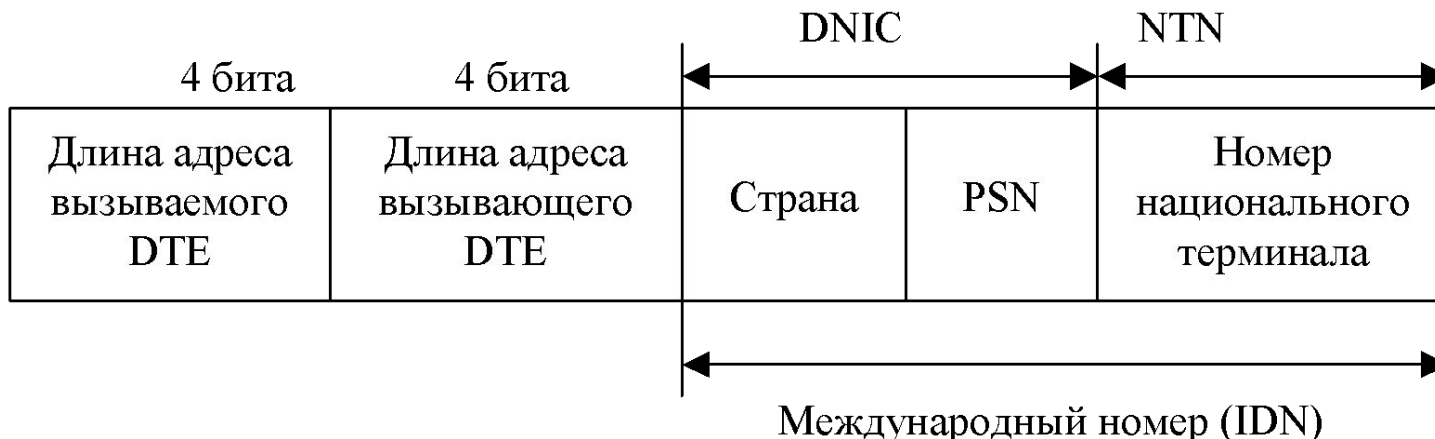 DNIC NTN
4 бита 4 бита
Длина адреса
вызываемого
DTE
Длина адреса
вызывающего
DTE
Страна
PSN
Номер
национального
терминала
Международный номер (IDN)